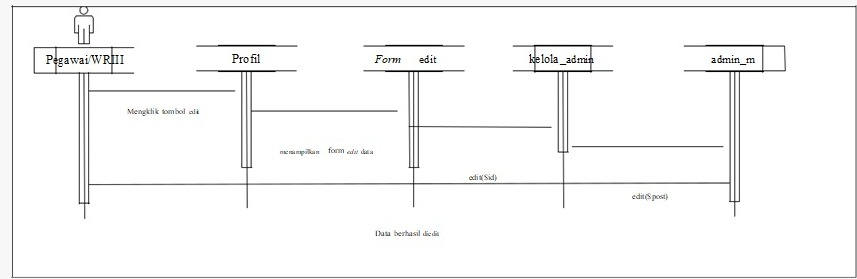 Pegawai/WRIII
Profil
Form edit
kelola_admin
admin_m
Mengklik tombol edit
menampilkan form edit data
edit($id)
edit($post)
Data berhasil diedit